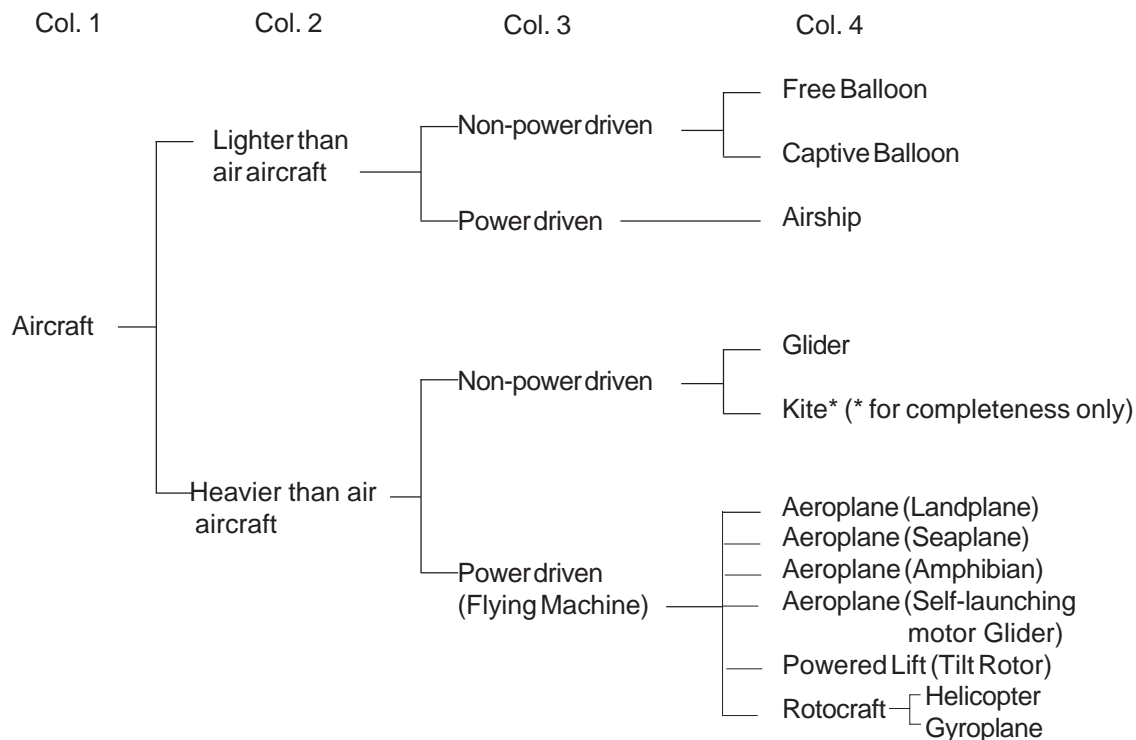 Col. 1 Col. 2 Col. 3 Col. 4
Free Balloon
Non-power driven
Lighter than
air aircraft
Captive Balloon
Power driven
Airship
Aircraft
Glider
Non-power driven
Kite* (* for completeness only)
Heavier than air
aircraft
Aeroplane (Landplane)
Aeroplane (Seaplane)
Power driven
(Flying Machine)
Aeroplane (Amphibian)
Aeroplane (Self-launching
motor Glider)
Powered Lift (Tilt Rotor)
Rotocraft
Helicopter
Gyroplane